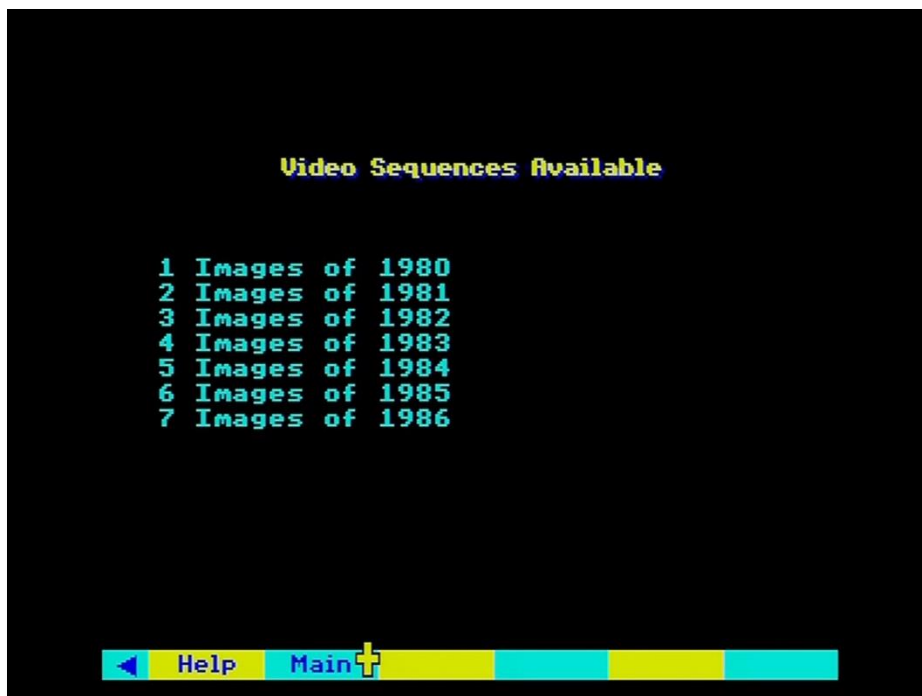 Video Sequences Available
1 Images of 1980
2 Images of 1981
3 Images of 1982
4 Images of 1983
5 Images of 1984
6 Images of 1985
7 Images of 1986
Help Main